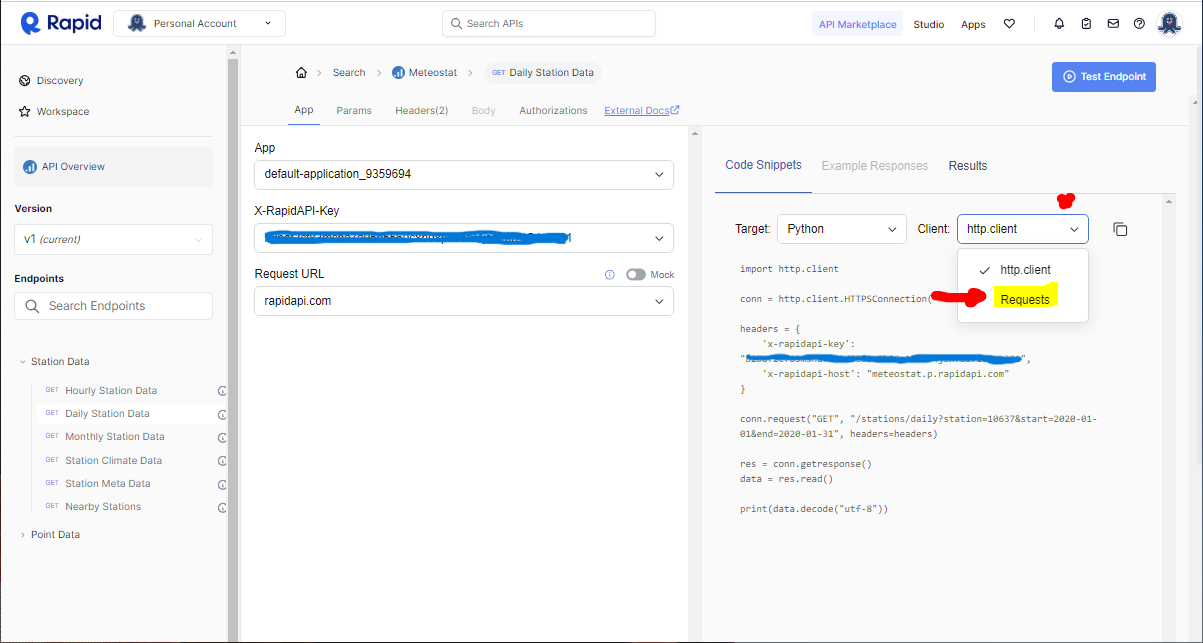 Rapid
Personal Account
Search APIs
API Marketplace
Studio
Apps
Discovery
Workspace
API Overview
Version
v1 (current)
Endpoints
Search Endpoints
Station Data
GET Hourly Station Data
GET Daily Station Data
GET Monthly Station Data
GET Station Climate Data
GET Station Meta Data
GET Nearby Stations
Point Data
Search
Meteostat
GET Daily Station Data
Test Endpoint
App
Params
Headers(2)
Body
Authorizations
External Docs
App
default-application_9359694
X-RapidAPI-Key
Request URL
Mock
rapidapi.com
Code Snippets
Example Responses
Results
Target: Python
Client: http.client
http.client
Requests
import http.client
conn = http.client.HTTPSConnection(
headers = {
'x-rapidapi-key':
",
'x-rapidapi-host': "meteostat.p.rapidapi.com"
}
conn.request("GET", "/stations/daily?station=10637&start=2020-01-
01&end=2020-01-31", headers=headers)
res = conn.getresponse()
data = res.read()
print(data.decode("utf-8"))